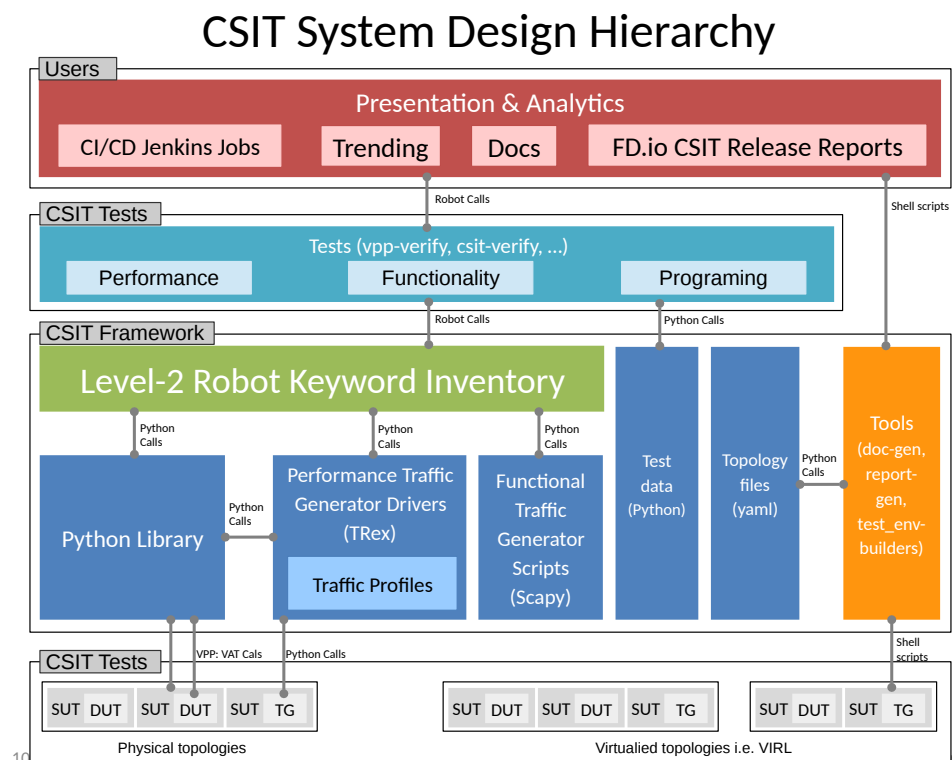 CSIT System Design Hierarchy
Users
Presentation & Analytics
CI/CD Jenkins Jobs
Trending
Docs
FD.io CSIT Release Reports
Robot Calls
Shell scripts
CSIT Tests
Tests (vpp-verify, csit-verify, …)
Performance
Functionality
Programing
Robot Calls
Python Calls
CSIT Framework
Level-2 Robot Keyword Inventory
Python
Calls
Python
Calls
Python
Calls
Python Library
Python
Calls
Performance Traffic
Generator Drivers
(TRex)
Traffic Profiles
Functional
Traffic
Generator
Scripts
(Scapy)
Test
data
(Python)
Topology
files
(yaml)
Python
Calls
Tools
(doc-gen,
report-
gen,
test_env-
builders)
VPP: VAT Cals
Python Calls
Shell
scripts
CSIT Tests
SUT DUT
SUT DUT
SUT TG
SUT DUT
SUT DUT
SUT TG
SUT DUT
SUT TG
Physical topologies
Virtualied topologies i.e. VIRL
10